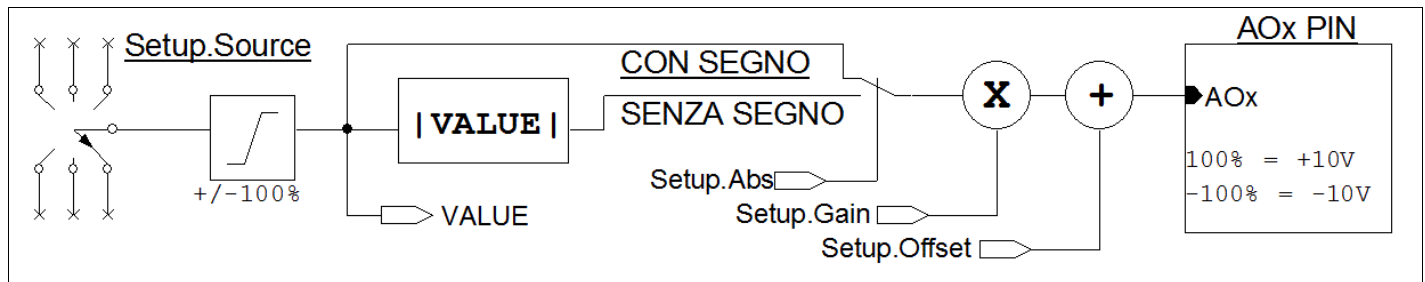 Setup.Source
+/-100%
|VALUE|
VALUE
CON SEGNO
SENZA SEGNO
Setup.Abs
Setup.Gain
Setup.Offset
X
+
AOx PIN
AOx
100% = +10V
-100% = -10V